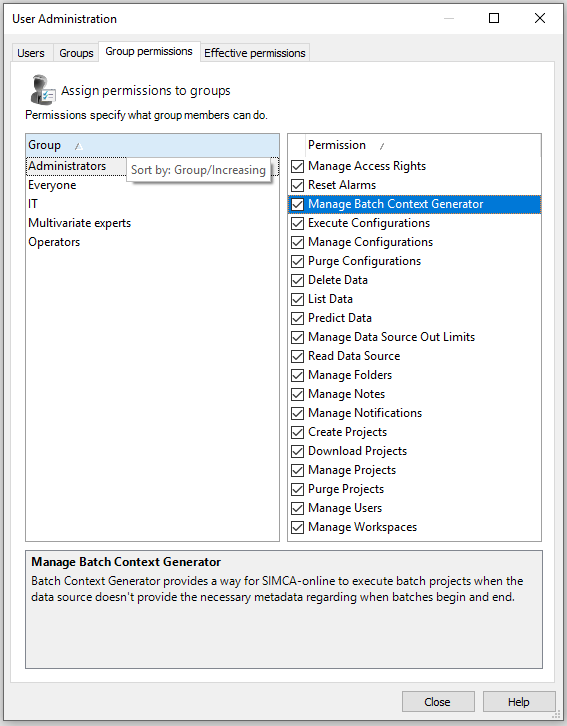 User Administration
Users
Groups
Group permissions
Effective permissions
Assign permissions to groups
Permissions specify what group members can do.
Group
Permission
Administrators
Sort by: Group/Increasing
Everyone
IT
Multivariate experts
Operators
Manage Access Rights
Reset Alarms
Manage Batch Context Generator
Execute Configurations
Manage Configurations
Purge Configurations
Delete Data
List Data
Predict Data
Manage Data Source Out Limits
Read Data Source
Manage Folders
Manage Notes
Manage Notifications
Create Projects
Download Projects
Manage Projects
Purge Projects
Manage Users
Manage Workspaces
Manage Batch Context Generator
Batch Context Generator provides a way for SIMCA-online to execute batch projects when the
data source doesn't provide the necessary metadata regarding when batches begin and end.
Close
Help